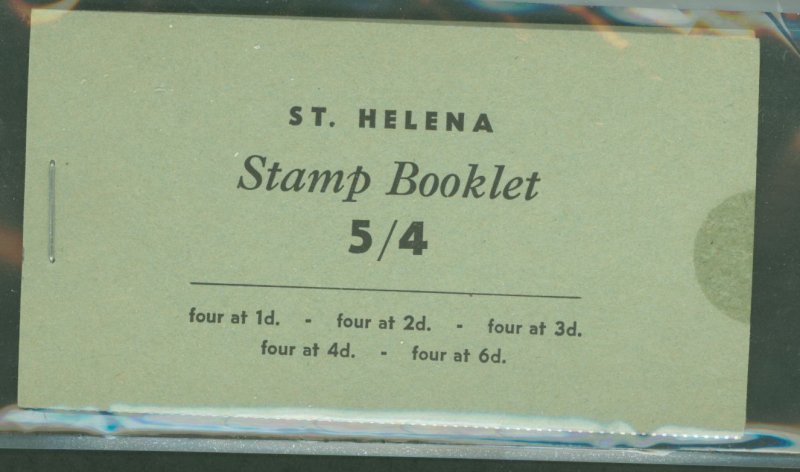 ST. HELENA
Stamp Booklet
5/4
four at 1d. - four at 2d. - four at 3d.
four at 4d. - four at 6d.